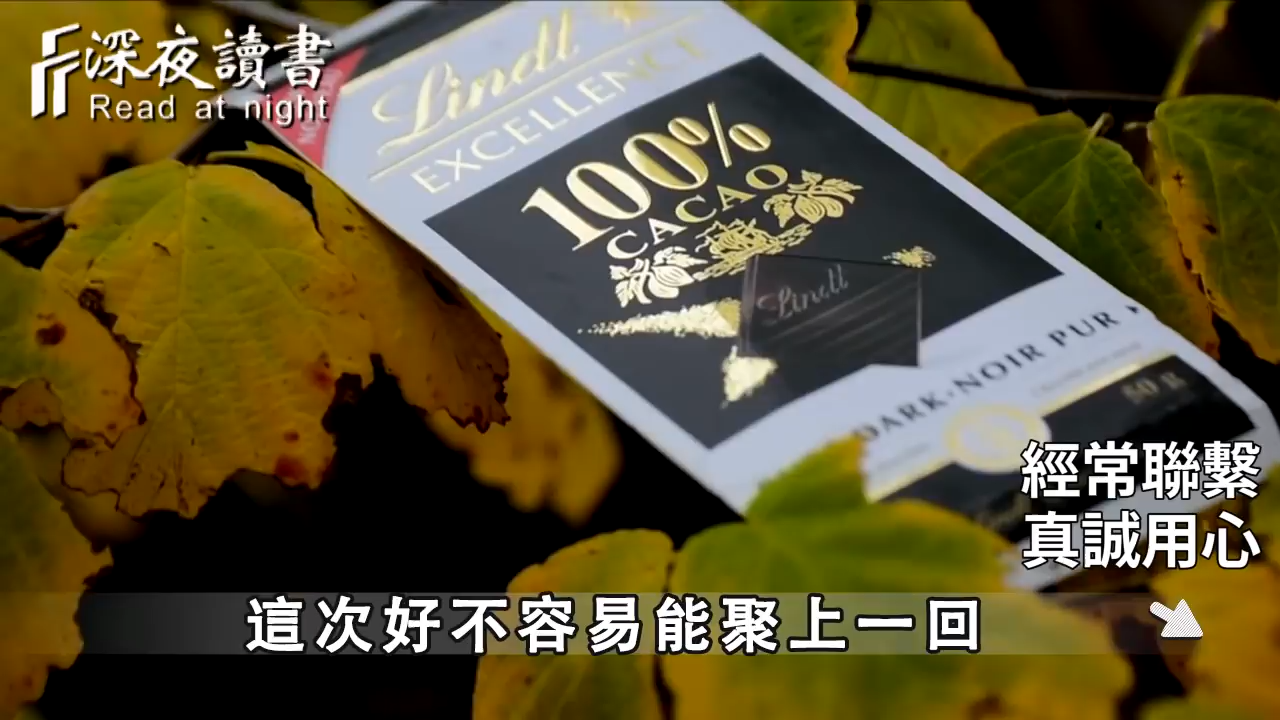 深夜讀書
Read at night
Lindt
EXCELLENCE
100%
CACAO
Lindt
DARK·NOIR PUR
50 g
經常聯繫
真誠用心
這次好不容易能聚上一回